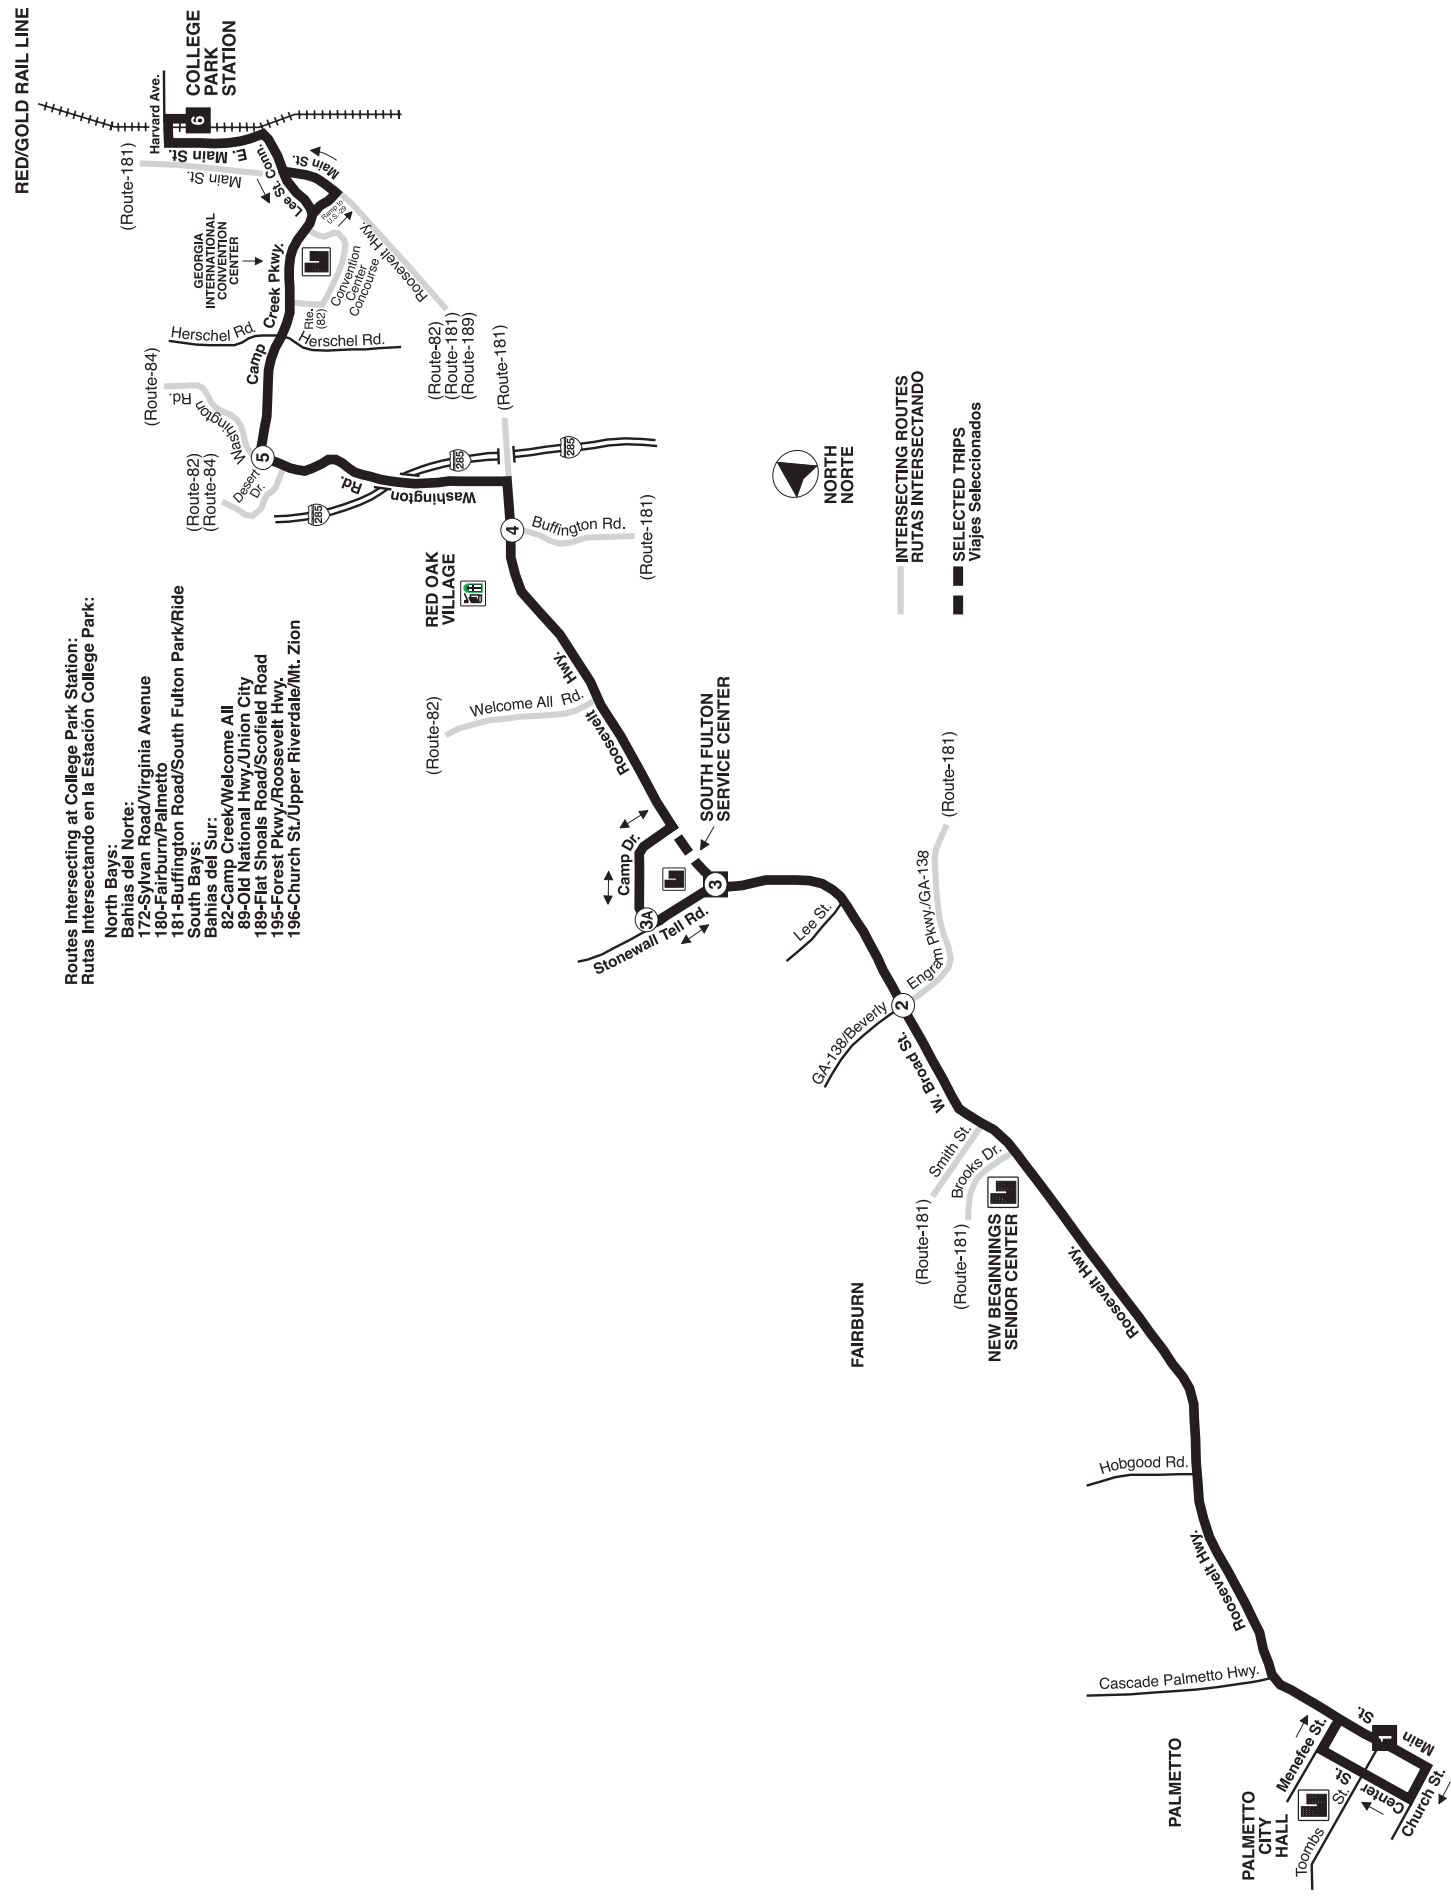 RED/GOLD RAIL LINE
COLLEGE
PARK
STATION
Harvard Ave.
6
E. Main St.
Main St.
(Route-181)
Lee St. Conn.
Main St.
Ramp to
U.S.-29
GEORGIA
INTERNATIONAL
CONVENTION
CENTER
Convention
Center
Concourse
Roosevelt Hwy.
Rte.
(82)
Camp Creek Pkwy.
Herschel Rd.
Herschel Rd.
(Route-82)
(Route-181)
(Route-189)
(Route-181)
(Route-84)
Washington Rd.
5
Desert
Dr.
(Route-82)
(Route-84)
Washington Rd.
285
285
285
4
Buffington Rd.
(Route-181)
RED OAK
VILLAGE
Roosevelt Hwy.
Welcome All Rd.
(Route-82)
Routes Intersecting at College Park Station:
Rutas Intersectando en la Estación College Park:
North Bays:
Bahias del Norte:
172-Sylvan Road/Virginia Avenue
180-Fairburn/Palmetto
181-Buffington Road/South Fulton Park/Ride
South Bays:
Bahias del Sur:
82-Camp Creek/Welcome All
89-Old National Hwy./Union City
189-Flat Shoals Road/Scofield Road
195-Forest Pkwy./Roosevelt Hwy.
196-Church St./Upper Riverdale/Mt. Zion
NORTH
NORTE
INTERSECTING ROUTES
RUTAS INTERSECTANDO
SELECTED TRIPS
Viajes Seleccionados
SOUTH FULTON
SERVICE CENTER
Camp Dr.
3
3A
Stonewall Tell Rd.
Lee St.
Engram Pkwy./GA-138
(Route-181)
2
GA-138/Beverly
W. Broad St.
Smith St.
Brooks Dr.
(Route-181)
(Route-181)
NEW BEGINNINGS
SENIOR CENTER
FAIRBURN
Roosevelt Hwy.
Hobgood Rd.
Roosevelt Hwy.
Cascade Palmetto Hwy.
PALMETTO
Menefee St.
Main St.
1
Center St.
Church St.
Toombs St.
PALMETTO
CITY
HALL